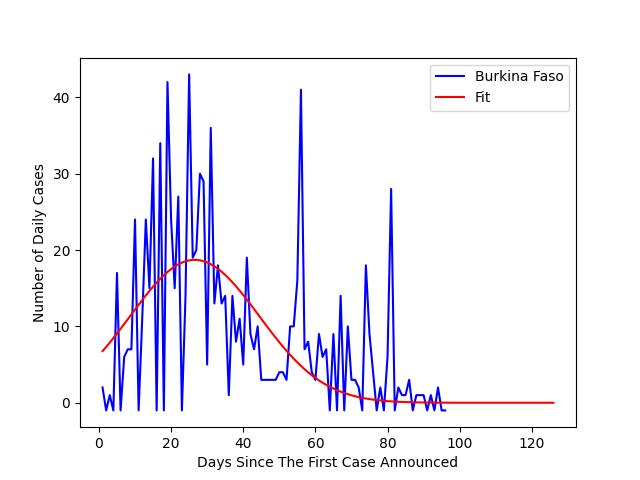 Burkina Faso
Fit
40
30
20
10
0
Number of Daily Cases
0 20 40 60 80 100 120
Days Since The First Case Announced